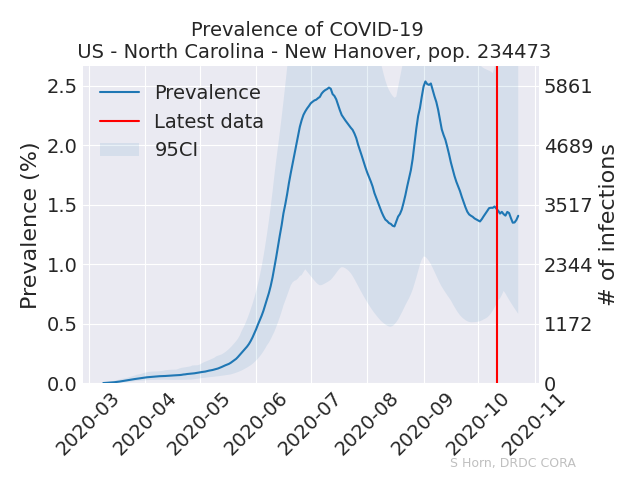 Prevalence of COVID-19
US - North Carolina - New Hanover, pop. 234473
Prevalence
Latest data
95CI
Prevalence (%)
2.5
2.0
1.5
1.0
0.5
0.0
5861
4689
3517
2344
1172
0
# of infections
2020-03
2020-04
2020-05
2020-06
2020-07
2020-08
2020-09
2020-10
2020-11
S Horn, DRDC CORA